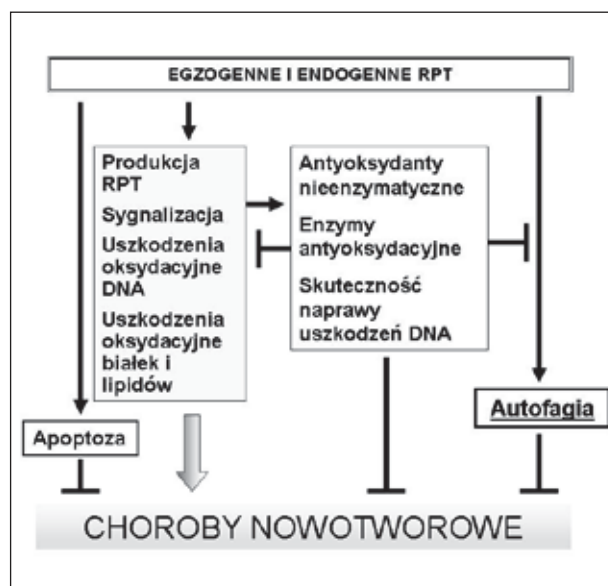 EGZOGENNE I ENDOGENNE RPT
Produkcja
RPT
Sygnalizacja
Uszkodzenia
oksydacyjne
DNA
Uszkodzenia
oksydacyjne
białek i
lipidów
Antyoksydanty
nieenzymatyczne
Enzymy
antyoksydacyjne
Skuteczność
naprawy
uszkodzeń DNA
Apoptoza
Autofagia
CHOROBY NOWOTWOROWE